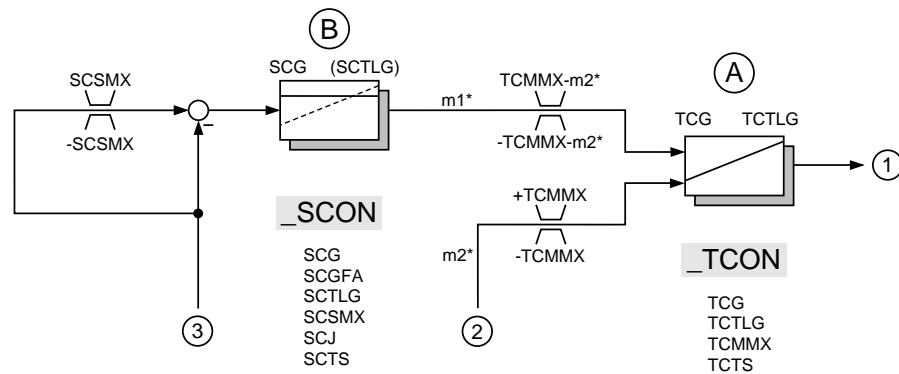 B
SCG (SCTLG)
SCSMX
-SCSMX
–
m1*
TCMMX-m2*
-TCMMX-m2*
A
TCG TCTLG
1
+TCMMX
-TCMMX
m2*
_SCON
SCG
SCGFA
SCTLG
SCSMX
SCJ
SCTS
_TCON
TCG
TCTLG
TCMMX
TCTS
3
2